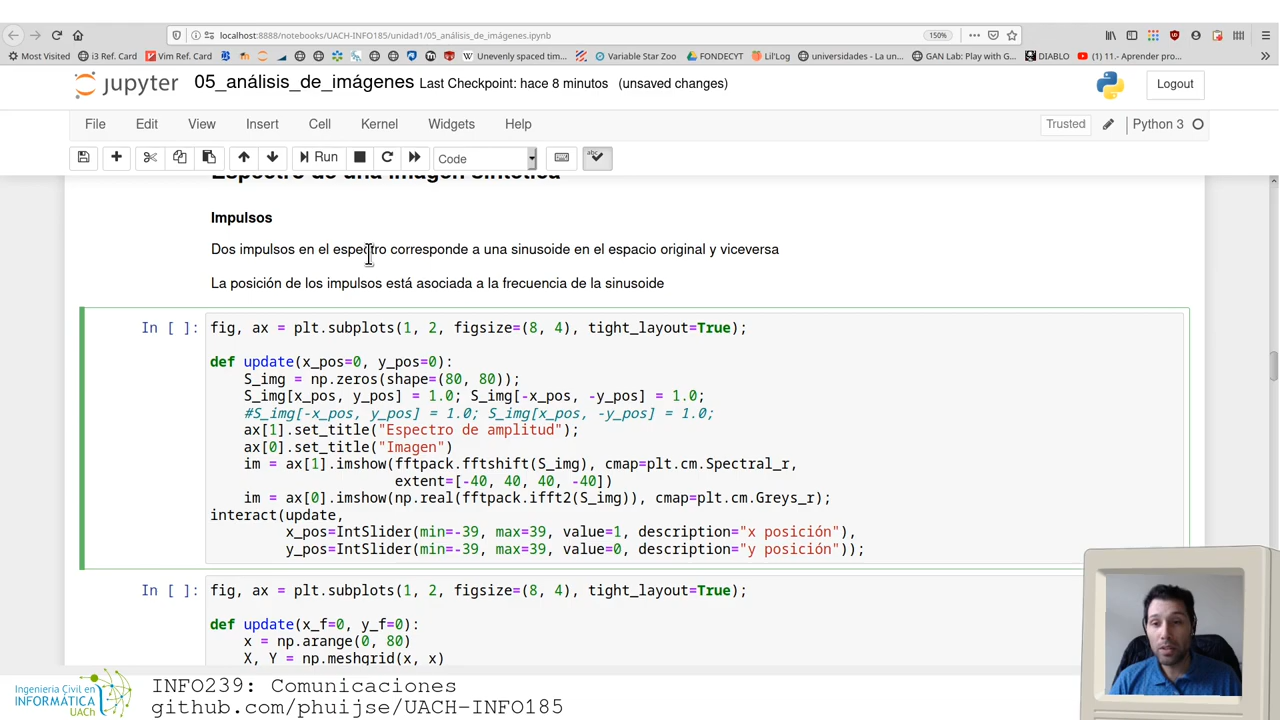 localhost:8888/notebooks/UACH-INFO185/unidad1/05_análisis_de_imágenes.ipynb
150%
Most Visited i3 Ref. Card Vim Ref. Card Unevenly spaced tim... Variable Star Zoo FONDECYT Lil'Log universidades - La un... GAN Lab: Play with G... DIABLO (1) 11.- Aprender pro...
jupyter 05_análisis_de_imágenes Last Checkpoint: hace 8 minutos (unsaved changes) Logout
File Edit View Insert Cell Kernel Widgets Help Trusted Python 3
Run Code
Espectro de una imagen sintética
Impulsos
Dos impulsos en el espectro corresponde a una sinusoide en el espacio original y viceversa
La posición de los impulsos está asociada a la frecuencia de la sinusoide
In [ ]: fig, ax = plt.subplots(1, 2, figsize=(8, 4), tight_layout=True);
def update(x_pos=0, y_pos=0):
S_img = np.zeros(shape=(80, 80));
S_img[x_pos, y_pos] = 1.0; S_img[-x_pos, -y_pos] = 1.0;
#S_img[-x_pos, y_pos] = 1.0; S_img[x_pos, -y_pos] = 1.0;
ax[1].set_title("Espectro de amplitud");
ax[0].set_title("Imagen")
im = ax[1].imshow(fftpack.fftshift(S_img), cmap=plt.cm.Spectral_r,
extent=[-40, 40, 40, -40])
im = ax[0].imshow(np.real(fftpack.ifft2(S_img)), cmap=plt.cm.Greys_r);
interact(update,
x_pos=IntSlider(min=-39, max=39, value=1, description="x posición"),
y_pos=IntSlider(min=-39, max=39, value=0, description="y posición"));
In [ ]: fig, ax = plt.subplots(1, 2, figsize=(8, 4), tight_layout=True);
def update(x_f=0, y_f=0):
x = np.arange(0, 80)
X, Y = np.meshgrid(x, x)
Ingeniería Civil en
INFORMÁTICA
UACh
INFO239: Comunicaciones
github.com/phuijse/UACH-INFO185